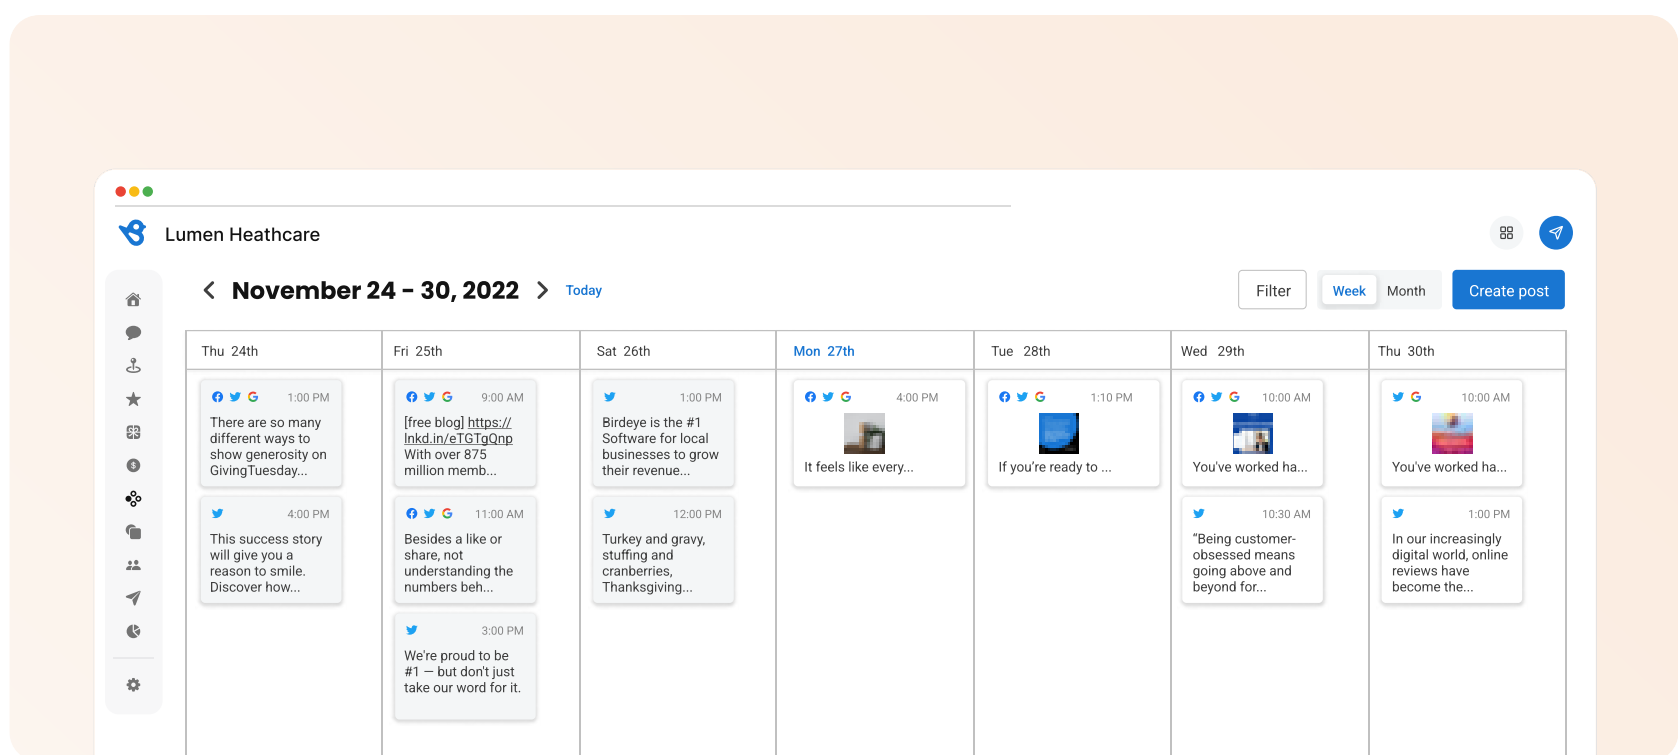 Lumen Heathcare
November 24 - 30, 2022
Today
Filter
Week
Month
Create post
Thu 24th
Fri 25th
Sat 26th
Mon 27th
Tue 28th
Wed 29th
Thu 30th
1:00 PM
There are so many
different ways to
show generosity on
GivingTuesday...
4:00 PM
This success story
will give you a
reason to smile.
Discover how...
9:00 AM
[free blog] https://
lnkd.in/eTGTgQnp
With over 875
million memb...
11:00 AM
Besides a like or
share, not
understanding the
numbers beh...
3:00 PM
We're proud to be
#1 — but don't just
take our word for it.
1:00 PM
Birdeye is the #1
Software for local
businesses to grow
their revenue...
12:00 PM
Turkey and gravy,
stuffing and
cranberries,
Thanksgiving...
4:00 PM
It feels like every...
1:10 PM
If you're ready to ...
10:00 AM
You've worked ha...
10:30 AM
“Being customer-
obsessed means
going above and
beyond for...
10:00 AM
You've worked ha...
1:00 PM
In our increasingly
digital world, online
reviews have
become the...